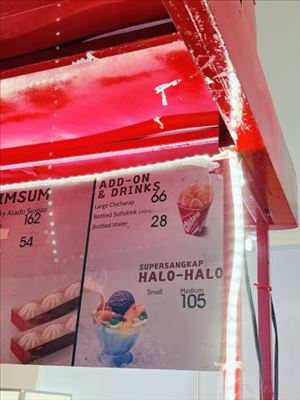 IMSUM
ky Asado Siopao
162
54
ADD-ON
& DRINKS
Large Chicharap
66
Bottled Softdrink
Bottled Water
28
SUPERSANGKAP
HALO-HALO
Small
Medium
105